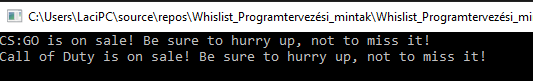 C:\Users\LaciPC\source\repos\Whislist_Programtervezési_mintak\Whislist_Programtervezési_mi
CS:GO is on sale! Be sure to hurry up, not to miss it!
Call of Duty is on sale! Be sure to hurry up, not to miss it!